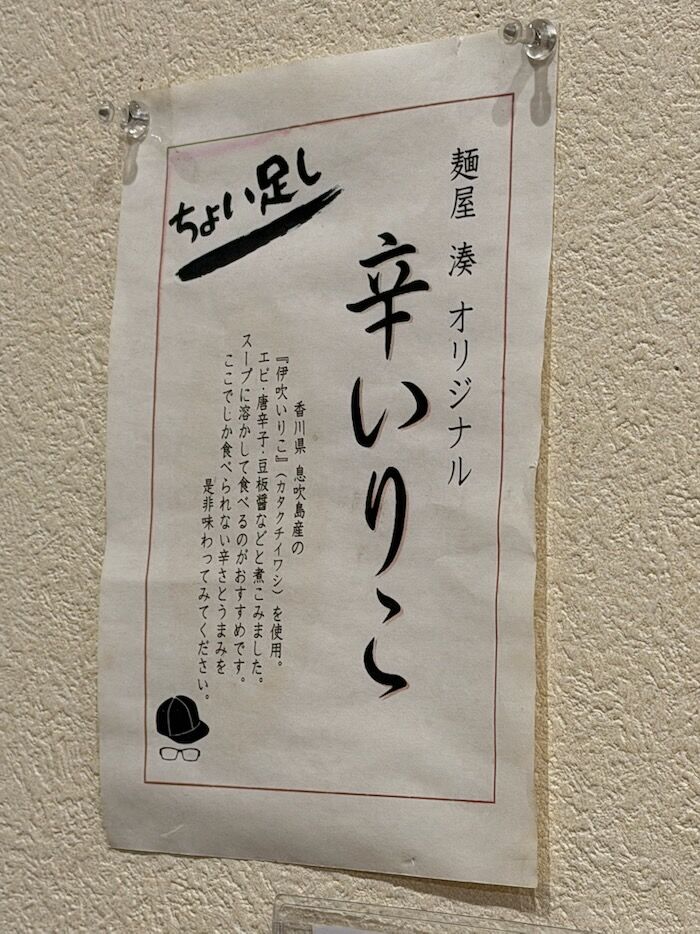 麺屋 湊 オリジナル
辛いりこ
ちょい足し
香川県 息吹島産の
『伊吹いりこ』(カタクチイワシ)を使用。
エビ・唐辛子・豆板醤などと煮こみました。
スープに溶かして食べるのがおすすめです。
ここでしか食べられない辛さとうまみを
是非味わってみてください。